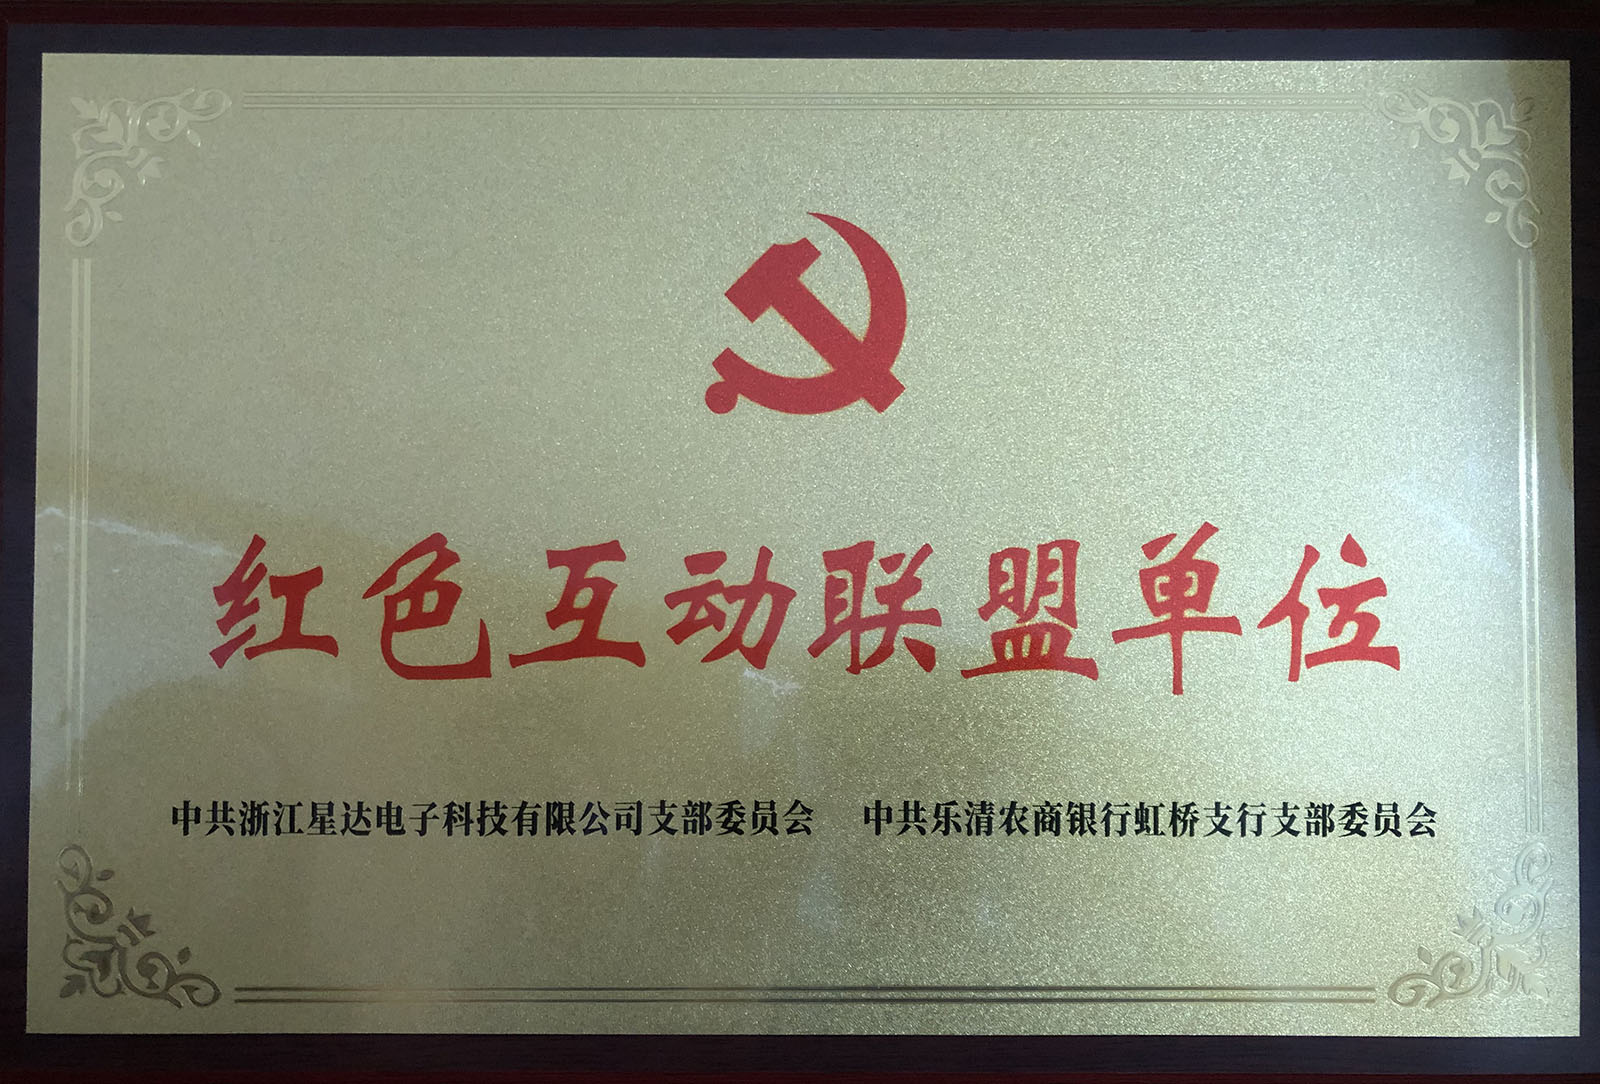 红色互动联盟单位
中共浙江星达电子科技有限公司支部委员会 中共乐清农商银行虹桥支行支部委员会